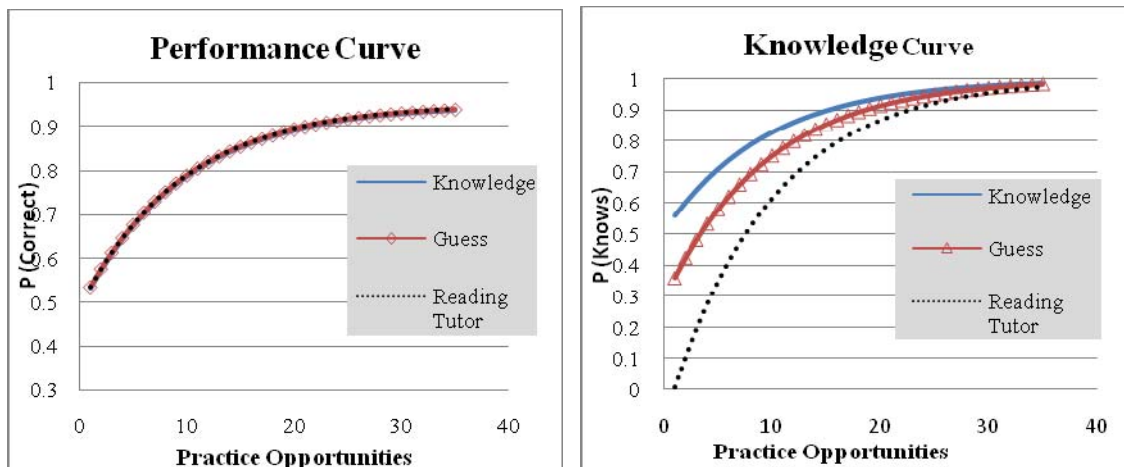 Performance Curve
P (Correct)
1
0.9
0.8
0.7
0.6
0.5
0.4
0.3
0
10
20
30
40
Practice Opportunities
Knowledge
Guess
Reading
Tutor
Knowledge Curve
P (Knows)
1
0.9
0.8
0.7
0.6
0.5
0.4
0.3
0.2
0.1
0
0
10
20
30
40
Practice Opportunities
Knowledge
Guess
Reading
Tutor